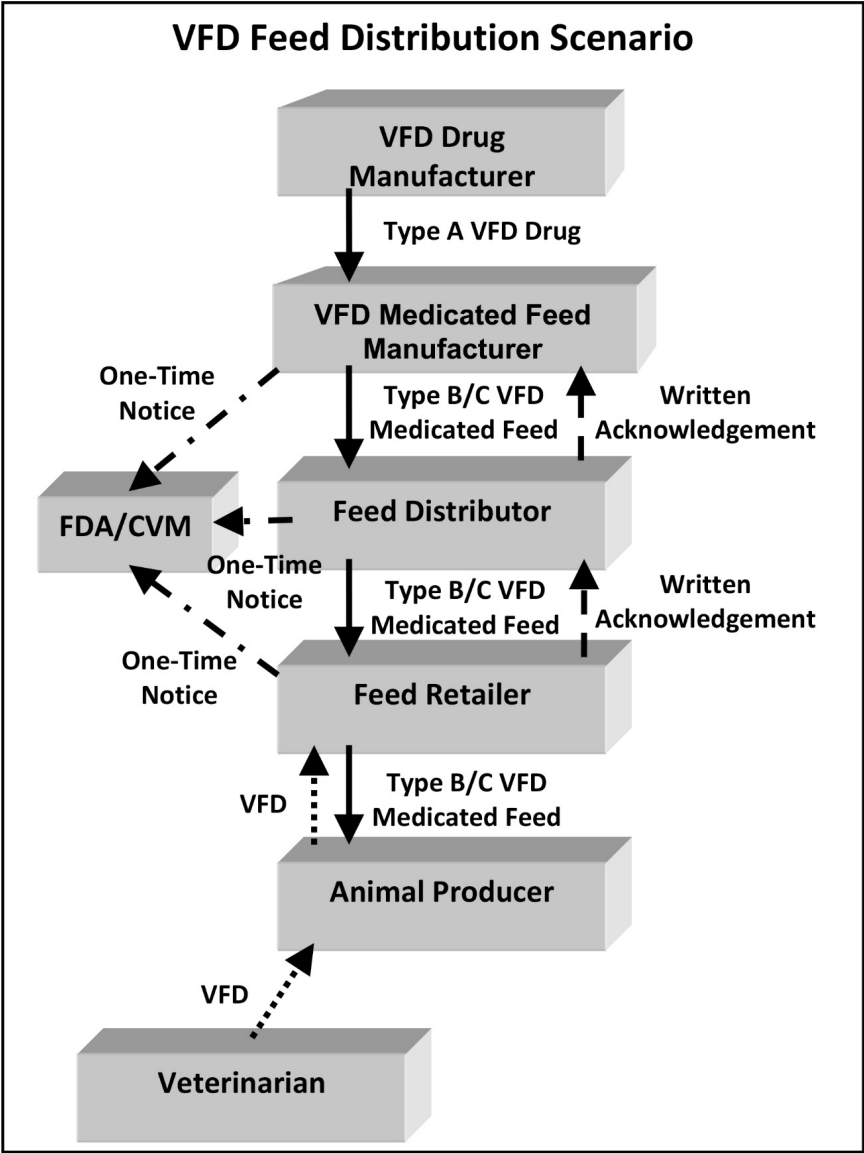 VFD Feed Distribution Scenario
VFD Drug
Manufacturer
Type A VFD Drug
VFD Medicated Feed
Manufacturer
One-Time
Notice
Type B/C VFD
Medicated Feed
Written
Acknowledgement
FDA/CVM
Feed Distributor
One-Time
Notice
Type B/C VFD
Medicated Feed
Written
Acknowledgement
One-Time
Notice
Feed Retailer
VFD
Type B/C VFD
Medicated Feed
Animal Producer
VFD
Veterinarian